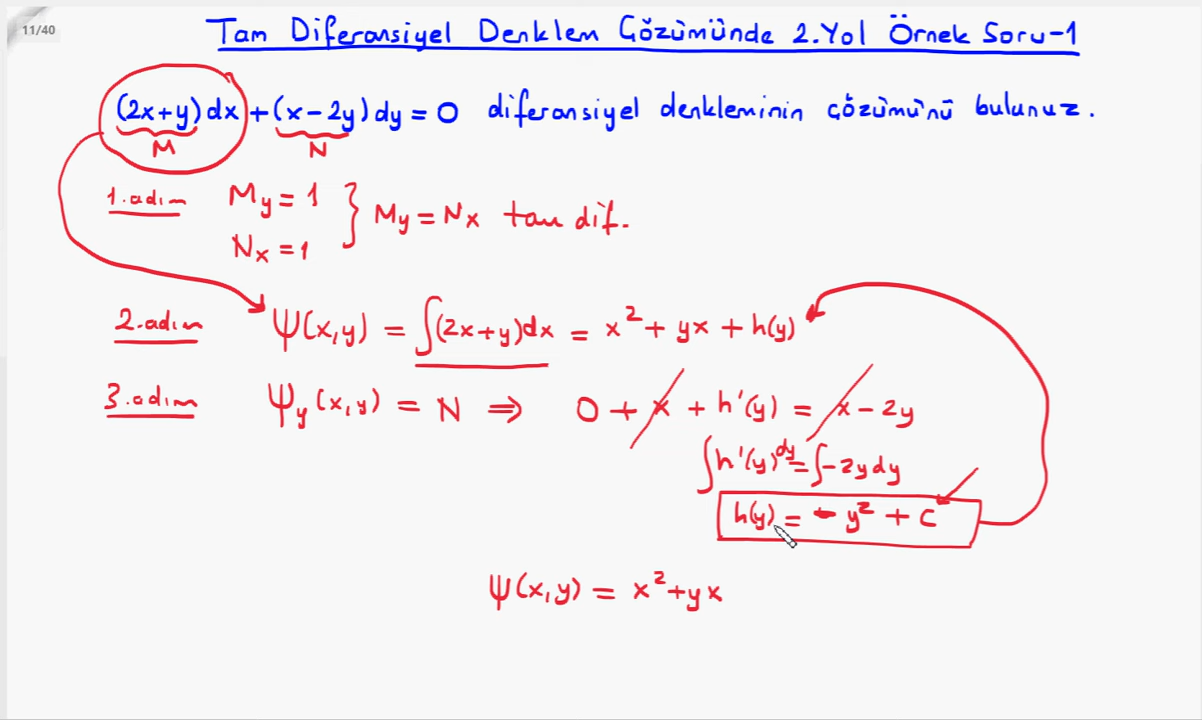 11/40
Tam Diferansiyel Denklem Çözümünde 2.Yol Örnek Soru-1
(2x+y)dx+(x-2y)dy=0 diferansiyel denkleminin çözümünü bulunuz.
M N
1.adım My=1 } My=Nx tam dif.
Nx=1
2.adım Ψ(x,y) = ∫(2x+y)dx = x²+yx+h(y)
3.adım Ψy(x,y) = N ⇒ 0+x+h'(y) = x-2y
∫h'(y)dy=∫-2ydy
h(y) = -y²+c
Ψ(x,y) = x²+yx